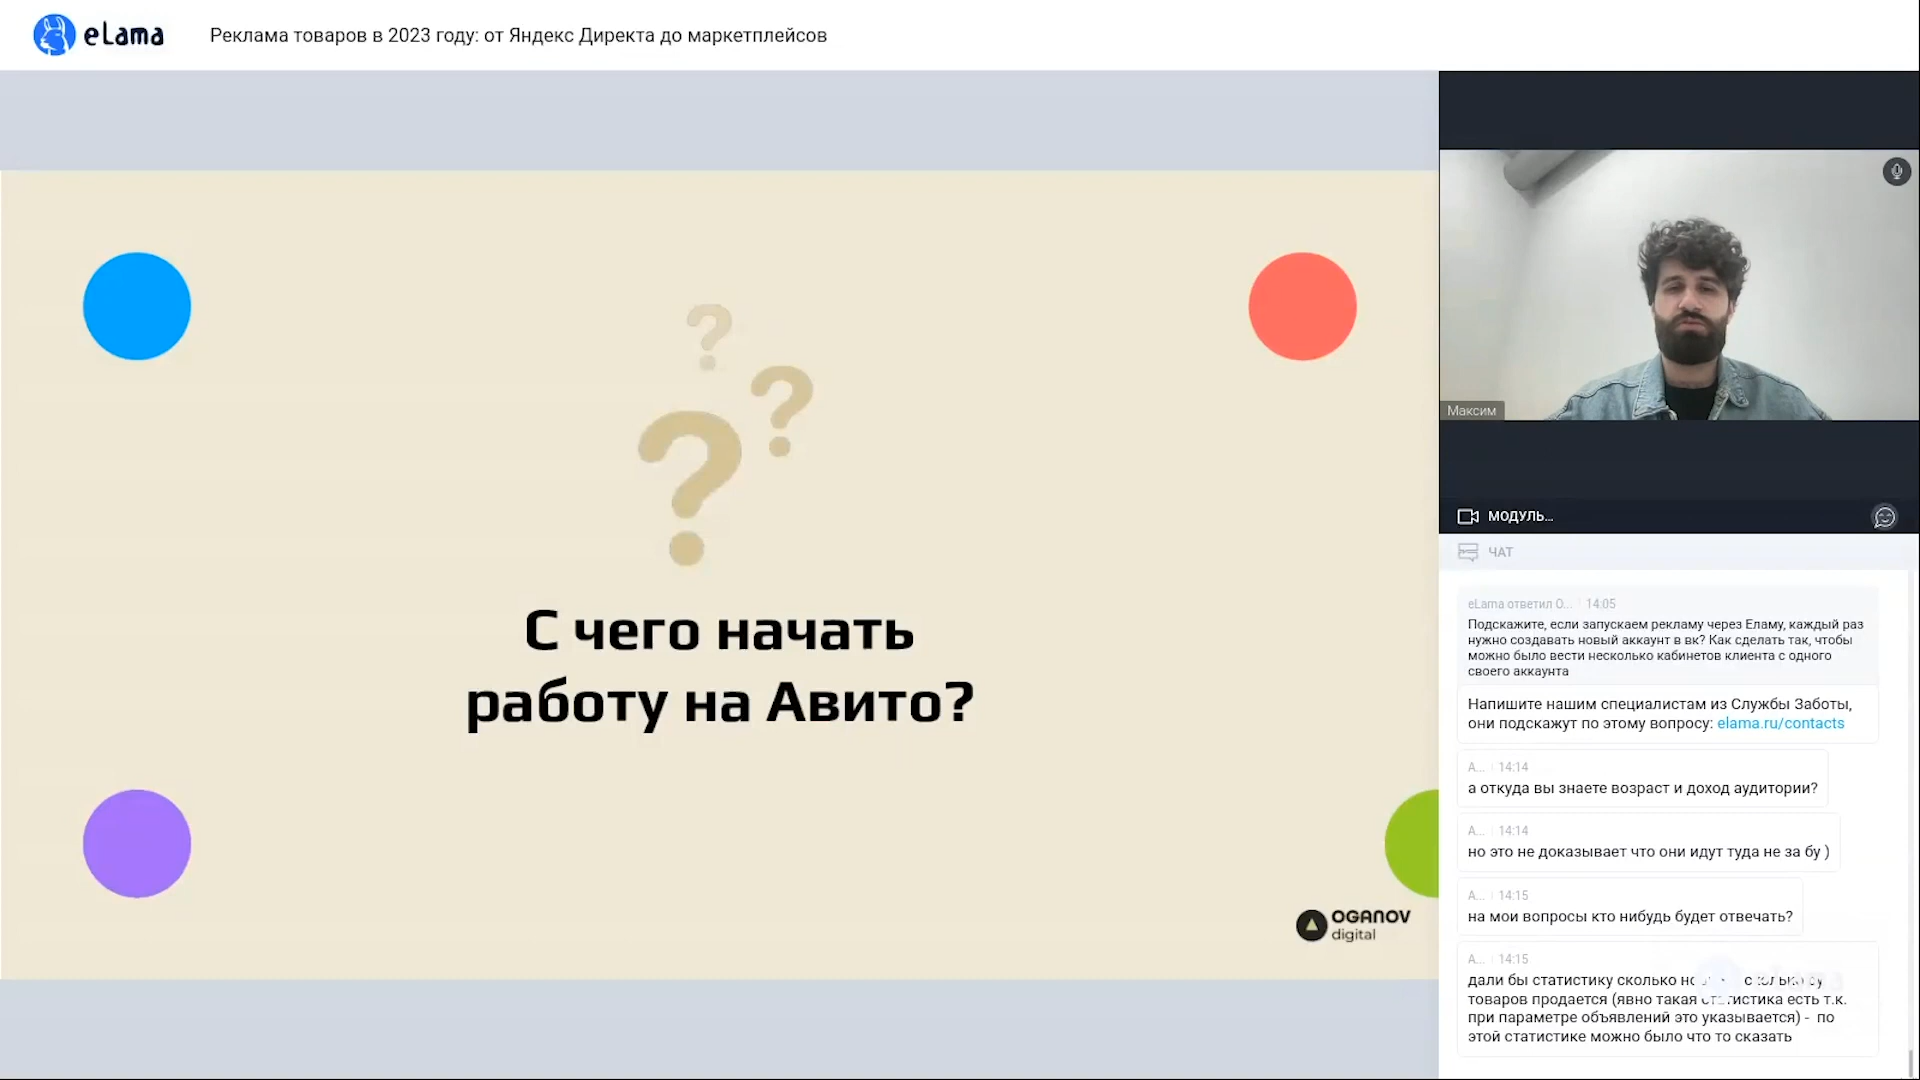 eLama
Реклама товаров в 2023 году: от Яндекс Директа до маркетплейсов
? ? ?
С чего начать
работу на Авито?
OGANOV
digital
Максим
МОДУЛЬ...
ЧАТ
eLama ответил О... 14:05
Подскажите, если запускаем рекламу через Еламу, каждый раз
нужно создавать новый аккаунт в вк? Как сделать так, чтобы
можно было вести несколько кабинетов клиента с одного
своего аккаунта
Напишите нашим специалистам из Службы Заботы,
они подскажут по этому вопросу: elama.ru/contacts
А... 14:14
а откуда вы знаете возраст и доход аудитории?
А... 14:14
но это не доказывает что они идут туда не за бу )
А... 14:15
на мои вопросы кто нибудь будет отвечать?
А... 14:15
дали бы статистику сколько
товаров продается (явно такая статистика есть т.к.
при параметре объявлений это указывается) - по
этой статистике можно было что то сказать